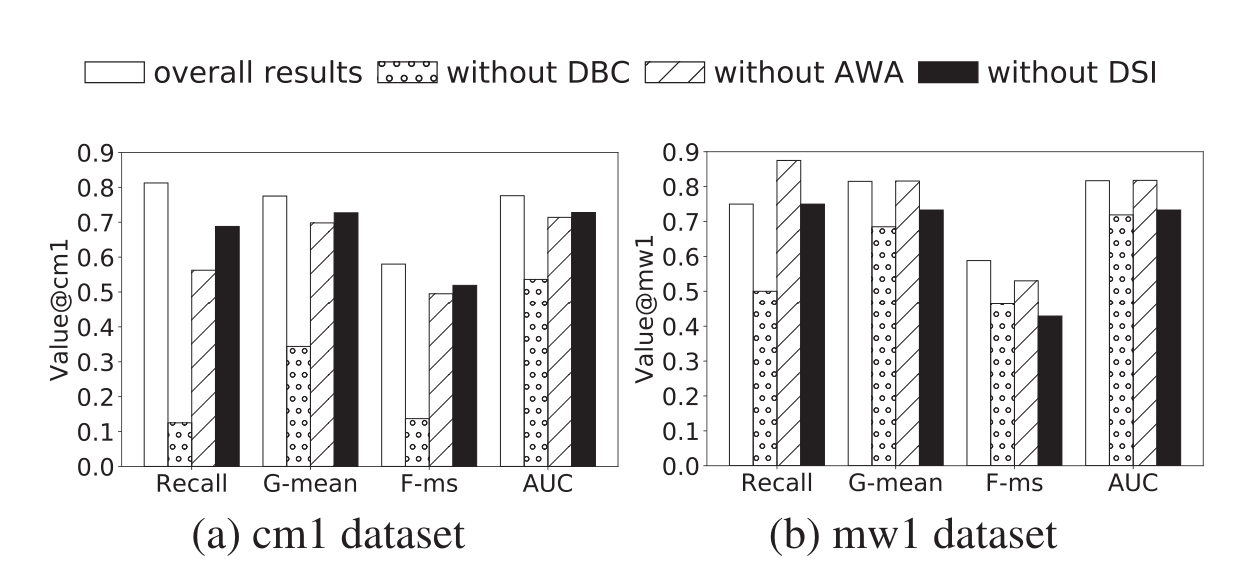 overall results without DBC without AWA without DSI
Value@cm1
0.9
0.8
0.7
0.6
0.5
0.4
0.3
0.2
0.1
0.0
Recall G-mean F-ms AUC
(a) cm1 dataset
Value@mw1
0.9
0.8
0.7
0.6
0.5
0.4
0.3
0.2
0.1
0.0
Recall G-mean F-ms AUC
(b) mw1 dataset